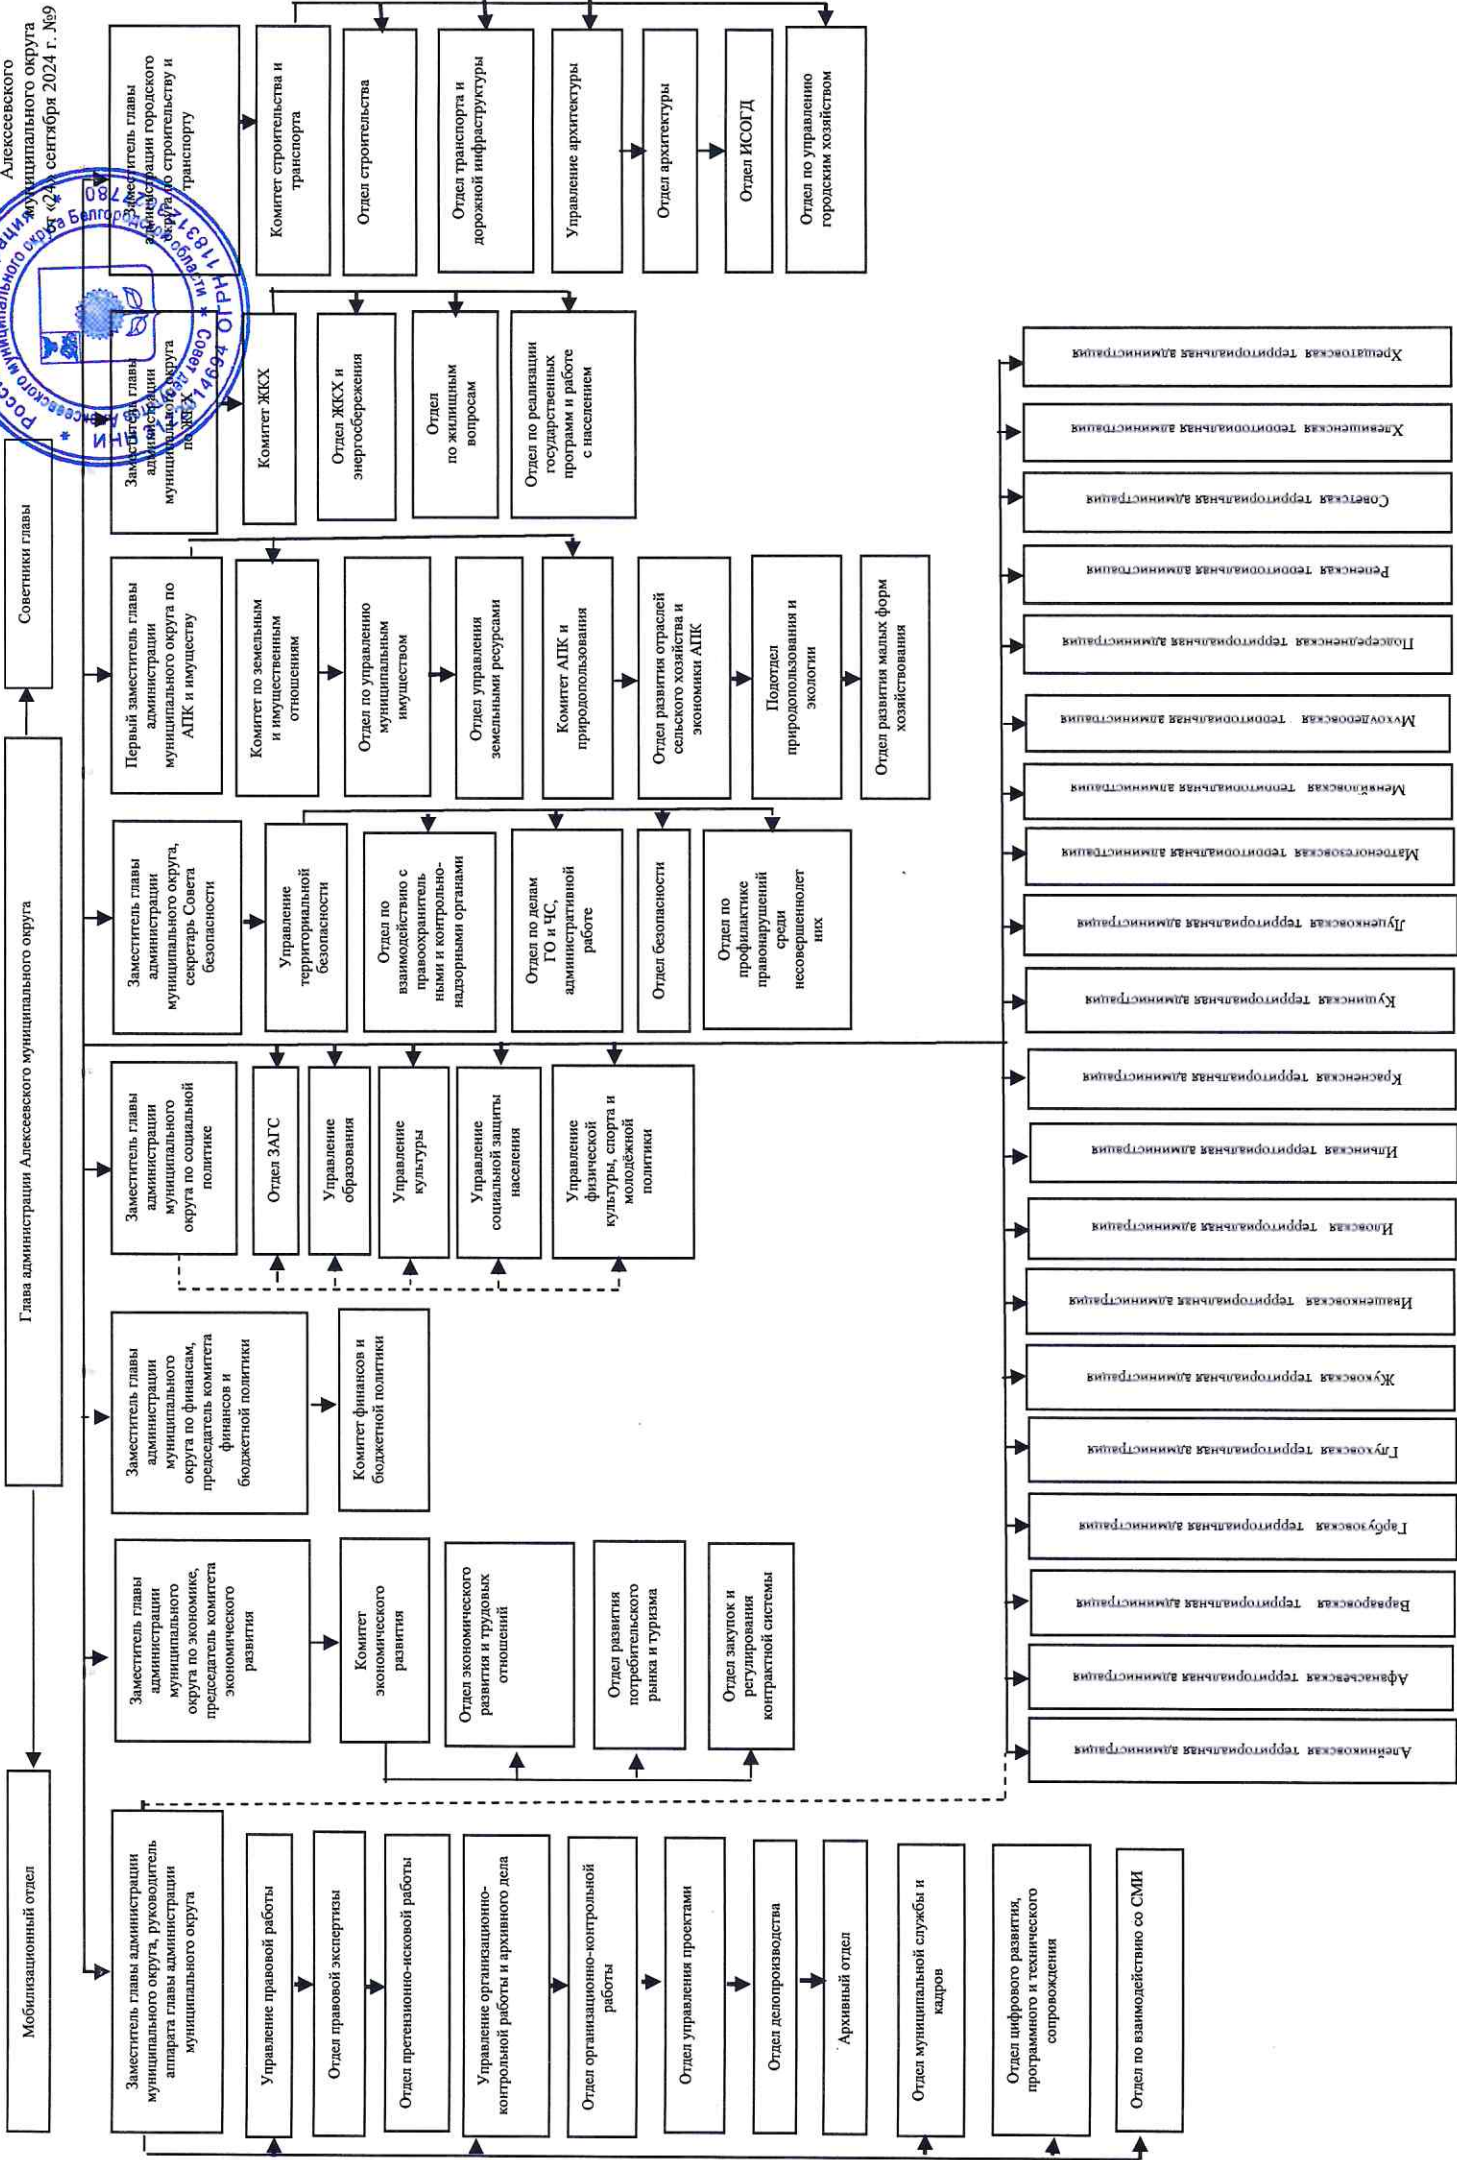 Алексеевского
муниципального округа
от «24» сентября 2024 г. №9
Мобилизационный отдел
Глава администрации Алексеевского муниципального округа
Советники главы
Заместитель главы администрации
муниципального округа, руководитель
аппарата главы администрации
муниципального округа
Управление правовой работы
Отдел правовой экспертизы
Отдел претензионно-исковой работы
Управление организационно-
контрольной работы и архивного дела
Отдел организационно-контрольной
работы
Отдел управления проектами
Отдел делопроизводства
Архивный отдел
Отдел муниципальной службы и
кадров
Отдел цифрового развития,
программного и технического
сопровождения
Отдел по взаимодействию со СМИ
Заместитель главы
администрации
муниципального
округа по экономике,
председатель комитета
экономического
развития
Комитет
экономического
развития
Отдел экономического
развития и трудовых
отношений
Отдел развития
потребительского
рынка и туризма
Отдел закупок и
регулирования
контрактной системы
Заместитель главы
администрации
муниципального
округа по финансам,
председатель комитета
финансов и
бюджетной политики
Комитет финансов и
бюджетной политики
Заместитель главы
администрации
муниципального
округа по социальной
политике
Отдел ЗАГС
Управление
образования
Управление
культуры
Управление
социальной защиты
населения
Управление
физической
культуры, спорта и
молодёжной
политики
Заместитель главы
администрации
муниципального округа,
секретарь Совета
безопасности
Управление
территориальной
безопасности
Отдел по
взаимодействию с
правоохранитель
ными и контрольно-
надзорными органами
Отдел по делам
ГО и ЧС,
административной
работе
Отдел безопасности
Отдел по
профилактике
правонарушений
среди
несовершеннолет
них
Первый заместитель главы
администрации
муниципального округа по
АПК и имуществу
Комитет по земельным
и имущественным
отношениям
Отдел по управлению
муниципальным
имуществом
Отдел управления
земельными ресурсами
Комитет АПК и
природопользования
Отдел развития отраслей
сельского хозяйства и
экономики АПК
Подотдел
природопользования и
экологии
Отдел развития малых форм
хозяйствования
Заместитель главы
администрации
муниципального округа
по ЖКХ
Комитет ЖКХ
Отдел ЖКХ и
энергосбережения
Отдел
по жилищным
вопросам
Отдел по реализации
государственных
программ и работе
с населением
Заместитель главы
администрации городского
округа по строительству и
транспорту
Комитет строительства и
транспорта
Отдел строительства
Отдел транспорта и
дорожной инфраструктуры
Управление архитектуры
Отдел архитектуры
Отдел ИСОГД
Отдел по управлению
городским хозяйством
Алейниковская территориальная администрация
Афанасьевская территориальная администрация
Варваровская территориальная администрация
Гарбузовская территориальная администрация
Глуховская территориальная администрация
Жуковская территориальная администрация
Иващенковская территориальная администрация
Иловская территориальная администрация
Ильинская территориальная администрация
Красненская территориальная администрация
Кущинская территориальная администрация
Луценковская территориальная администрация
Матреногезовская территориальная администрация
Меняйловская территориальная администрация
Мухоудеровская территориальная администрация
Подсередненская территориальная администрация
Репенская территориальная администрация
Советская территориальная администрация
Хлевищенская территориальная администрация
Хрещатовская территориальная администрация